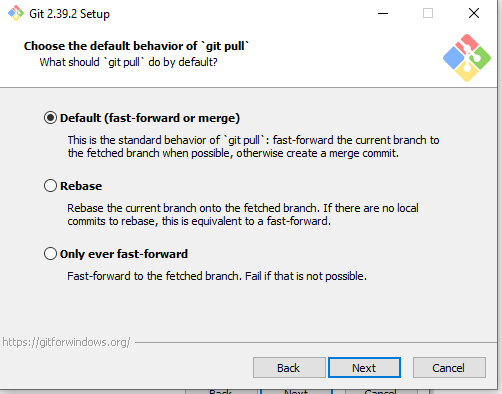 Git 2.39.2 Setup
Choose the default behavior of `git pull`
What should `git pull` do by default?
Default (fast-forward or merge)
This is the standard behavior of `git pull`: fast-forward the current branch to
the fetched branch when possible, otherwise create a merge commit.
Rebase
Rebase the current branch onto the fetched branch. If there are no local
commits to rebase, this is equivalent to a fast-forward.
Only ever fast-forward
Fast-forward to the fetched branch. Fail if that is not possible.
https://gitforwindows.org/
Back Next Cancel
Back Next Cancel